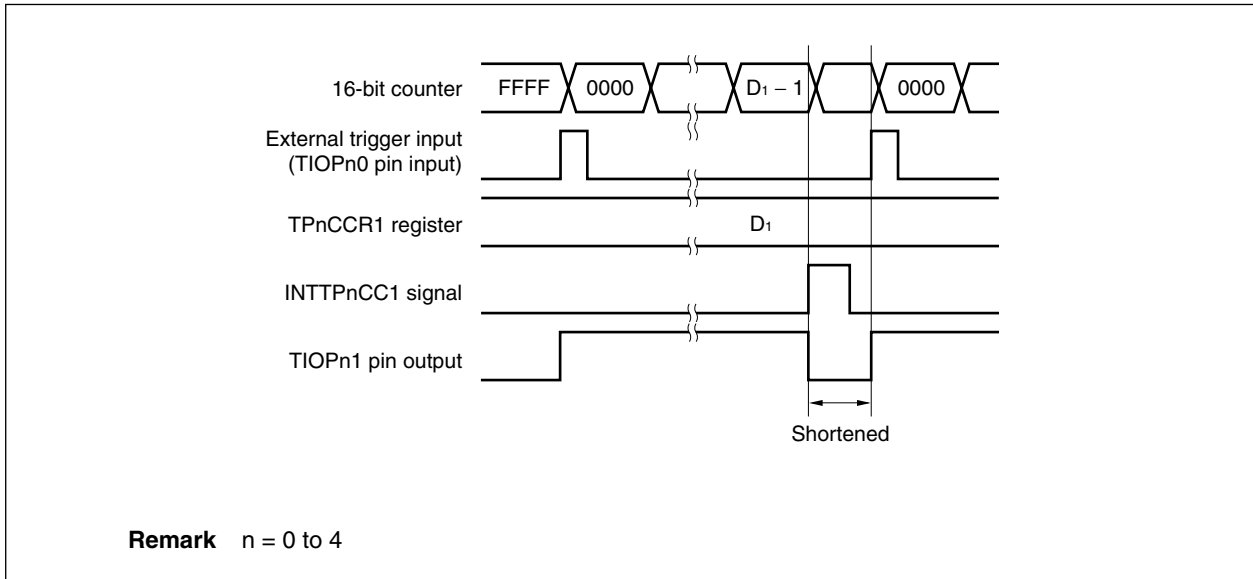 16-bit counter FFFF 0000 D₁ − 1 0000
External trigger input
(TIOPn0 pin input)
TPnCCR1 register D₁
INTTPnCC1 signal
TIOPn1 pin output
Shortened
Remark n = 0 to 4